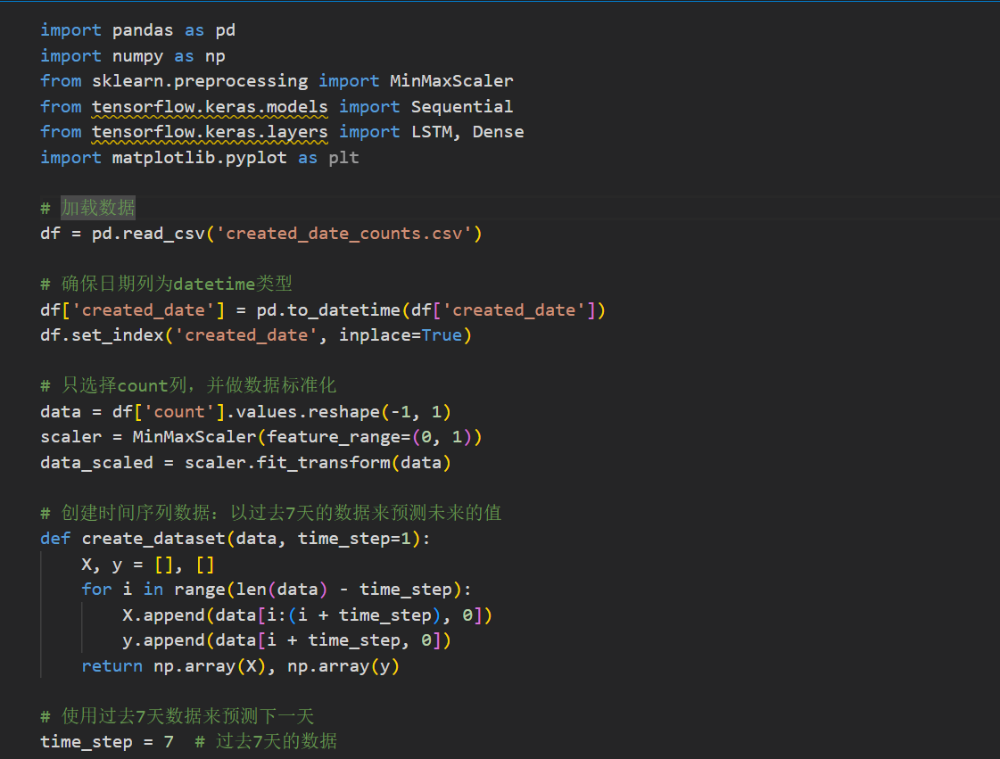 import pandas as pd
import numpy as np
from sklearn.preprocessing import MinMaxScaler
from tensorflow.keras.models import Sequential
from tensorflow.keras.layers import LSTM, Dense
import matplotlib.pyplot as plt
# 加载数据
df = pd.read_csv('created_date_counts.csv')
# 确保日期列为datetime类型
df['created_date'] = pd.to_datetime(df['created_date'])
df.set_index('created_date', inplace=True)
# 只选择count列，并做数据标准化
data = df['count'].values.reshape(-1, 1)
scaler = MinMaxScaler(feature_range=(0, 1))
data_scaled = scaler.fit_transform(data)
# 创建时间序列数据：以过去7天的数据来预测未来的值
def create_dataset(data, time_step=1):
    X, y = [], []
    for i in range(len(data) - time_step):
        X.append(data[i:(i + time_step), 0])
        y.append(data[i + time_step, 0])
    return np.array(X), np.array(y)
# 使用过去7天数据来预测下一天
time_step = 7  # 过去7天的数据